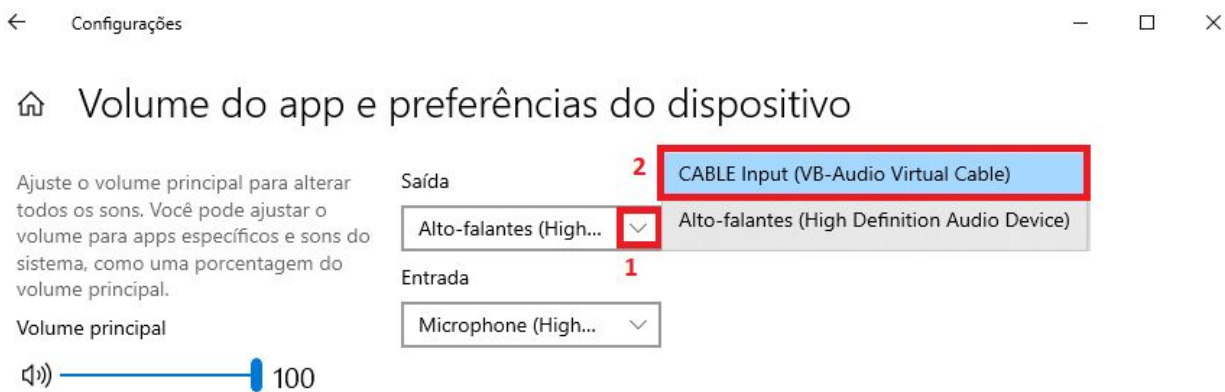 Configurações
Volume do app e preferências do dispositivo
Ajuste o volume principal para alterar
todos os sons. Você pode ajustar o
volume para apps específicos e sons do
sistema, como uma porcentagem do
volume principal.
Volume principal
100
Saída
Alto-falantes (High...
1
2
CABLE Input (VB-Audio Virtual Cable)
Alto-falantes (High Definition Audio Device)
Entrada
Microphone (High...